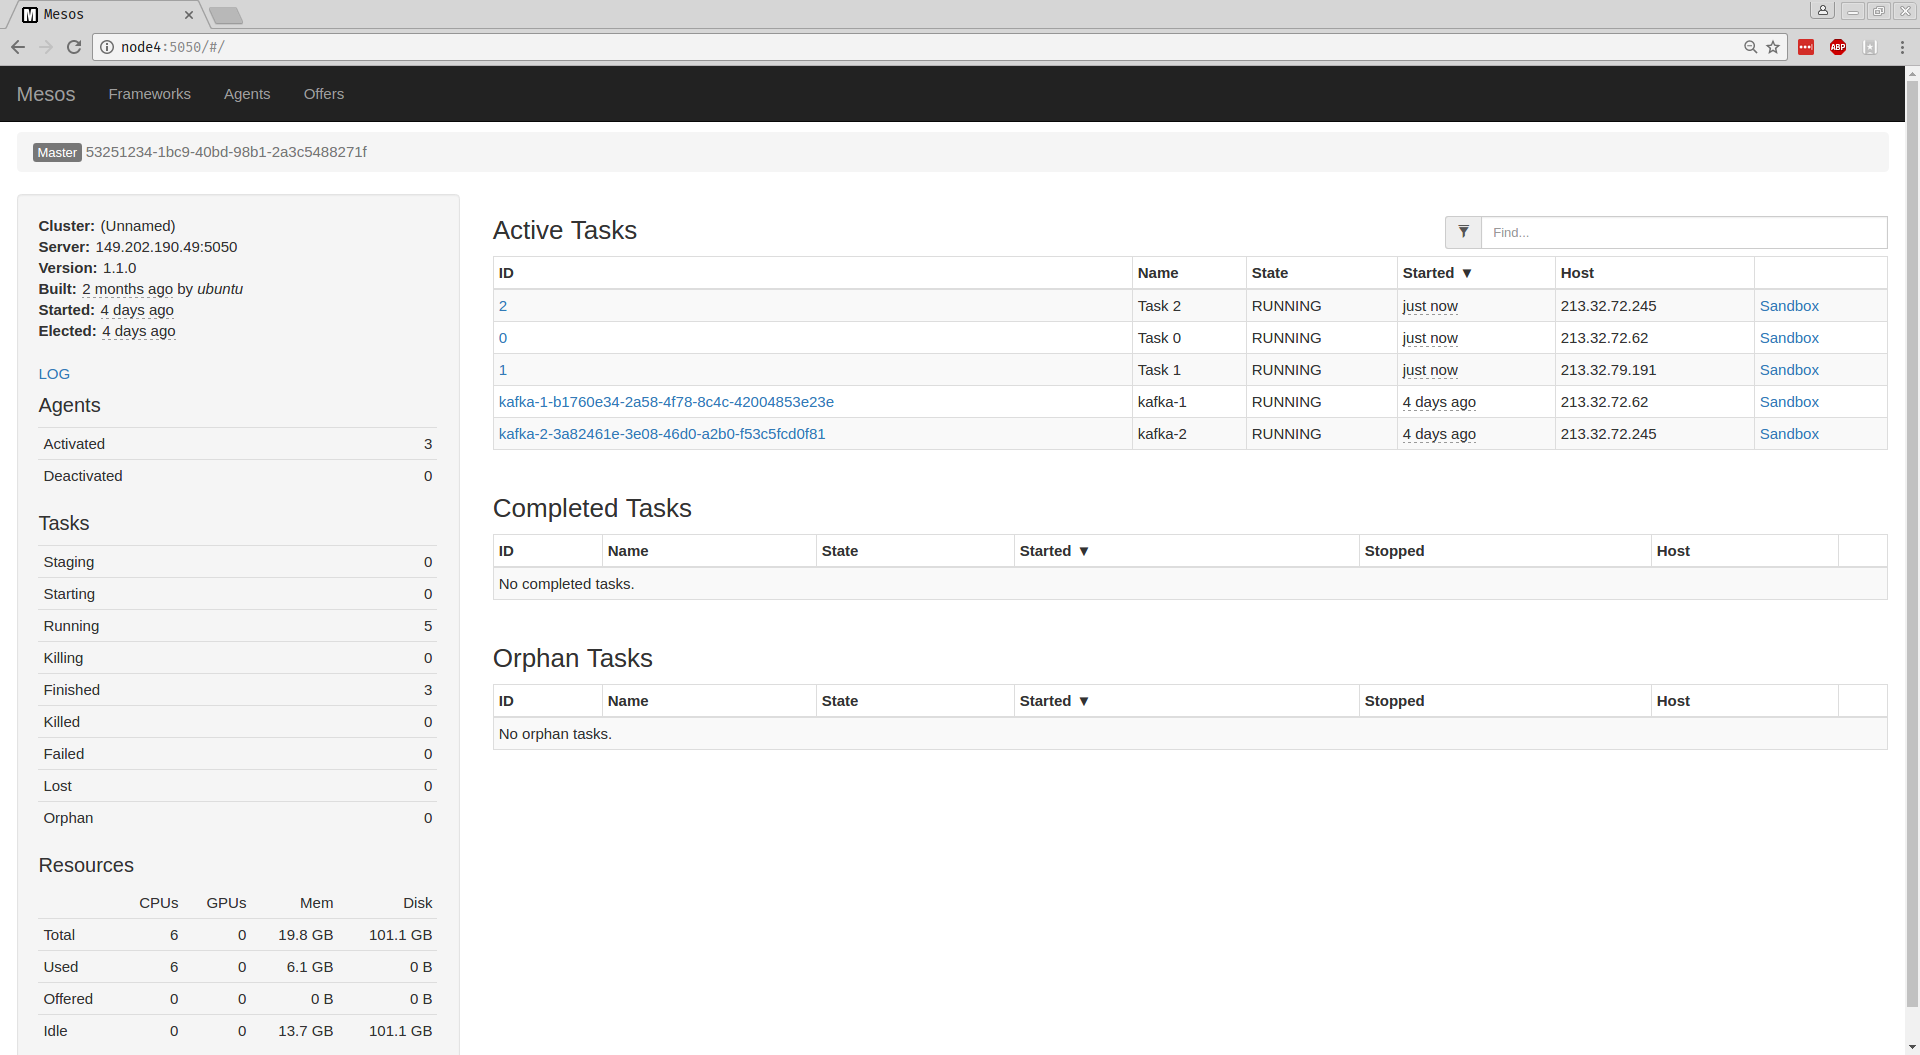 Mesos
node4:5050/#/
ABP
Mesos Frameworks Agents Offers
Master 53251234-1bc9-40bd-98b1-2a3c5488271f
Cluster: (Unnamed)
Server: 149.202.190.49:5050
Version: 1.1.0
Built: 2 months ago by ubuntu
Started: 4 days ago
Elected: 4 days ago
LOG
Agents
Activated 3
Deactivated 0
Tasks
Staging 0
Starting 0
Running 5
Killing 0
Finished 3
Killed 0
Failed 0
Lost 0
Orphan 0
Resources
CPUs GPUs Mem Disk
Total 6 0 19.8 GB 101.1 GB
Used 6 0 6.1 GB 0 B
Offered 0 0 0 B 0 B
Idle 0 0 13.7 GB 101.1 GB
Active Tasks
Find...
ID Name State Started ▼ Host
2 Task 2 RUNNING just now 213.32.72.245 Sandbox
0 Task 0 RUNNING just now 213.32.72.62 Sandbox
1 Task 1 RUNNING just now 213.32.79.191 Sandbox
kafka-1-b1760e34-2a58-4f78-8c4c-42004853e23e kafka-1 RUNNING 4 days ago 213.32.72.62 Sandbox
kafka-2-3a82461e-3e08-46d0-a2b0-f53c5fcd0f81 kafka-2 RUNNING 4 days ago 213.32.72.245 Sandbox
Completed Tasks
ID Name State Started ▼ Stopped Host
No completed tasks.
Orphan Tasks
ID Name State Started ▼ Stopped Host
No orphan tasks.